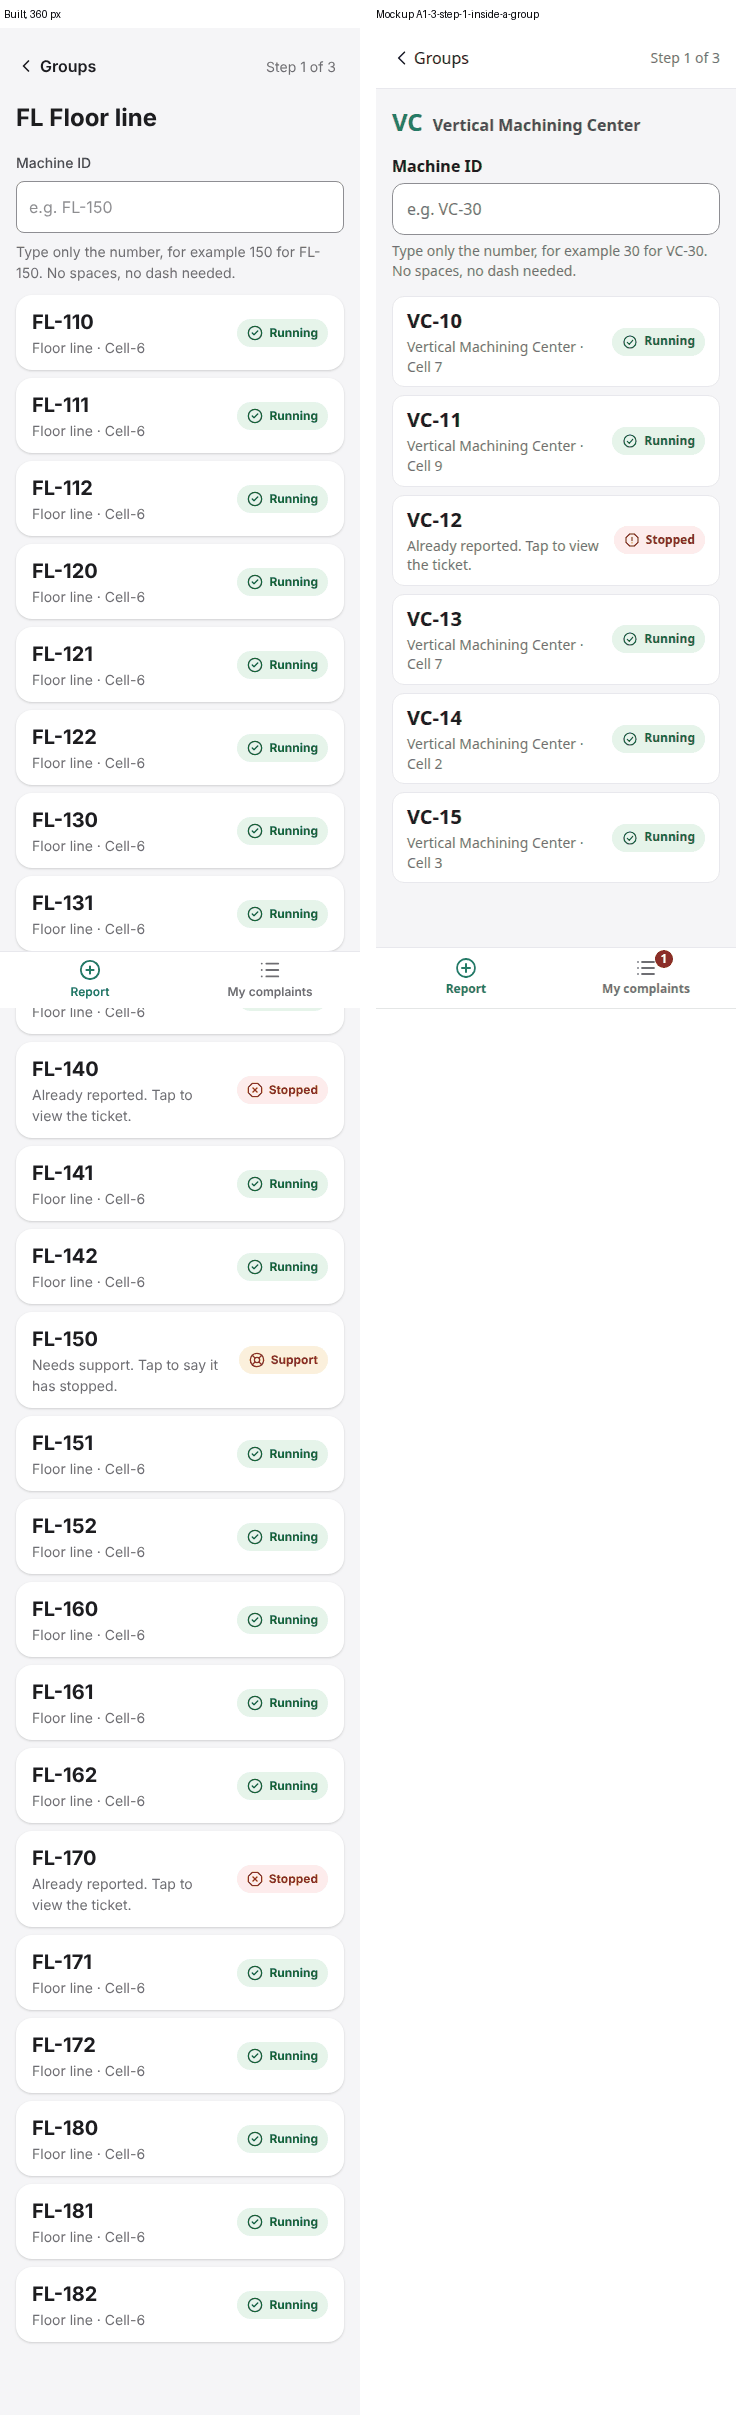 Built, 360 px
Groups
Step 1 of 3
FL Floor line
Machine ID
e.g. FL-150
Type only the number, for example 150 for FL-
150. No spaces, no dash needed.
FL-110
Floor line · Cell-6
Running
FL-111
Floor line · Cell-6
Running
FL-112
Floor line · Cell-6
Running
FL-120
Floor line · Cell-6
Running
FL-121
Floor line · Cell-6
Running
FL-122
Floor line · Cell-6
Running
FL-130
Floor line · Cell-6
Running
FL-131
Floor line · Cell-6
Running
Report
My complaints
Floor line · Cell-6
FL-140
Already reported. Tap to
view the ticket.
Stopped
FL-141
Floor line · Cell-6
Running
FL-142
Floor line · Cell-6
Running
FL-150
Needs support. Tap to say it
has stopped.
Support
FL-151
Floor line · Cell-6
Running
FL-152
Floor line · Cell-6
Running
FL-160
Floor line · Cell-6
Running
FL-161
Floor line · Cell-6
Running
FL-162
Floor line · Cell-6
Running
FL-170
Already reported. Tap to
view the ticket.
Stopped
FL-171
Floor line · Cell-6
Running
FL-172
Floor line · Cell-6
Running
FL-180
Floor line · Cell-6
Running
FL-181
Floor line · Cell-6
Running
FL-182
Floor line · Cell-6
Running
Mockup A1-3-step-1-inside-a-group
Groups
Step 1 of 3
VC Vertical Machining Center
Machine ID
e.g. VC-30
Type only the number, for example 30 for VC-30.
No spaces, no dash needed.
VC-10
Vertical Machining Center ·
Cell 7
Running
VC-11
Vertical Machining Center ·
Cell 9
Running
VC-12
Already reported. Tap to view
the ticket.
Stopped
VC-13
Vertical Machining Center ·
Cell 7
Running
VC-14
Vertical Machining Center ·
Cell 2
Running
VC-15
Vertical Machining Center ·
Cell 3
Running
Report
1
My complaints